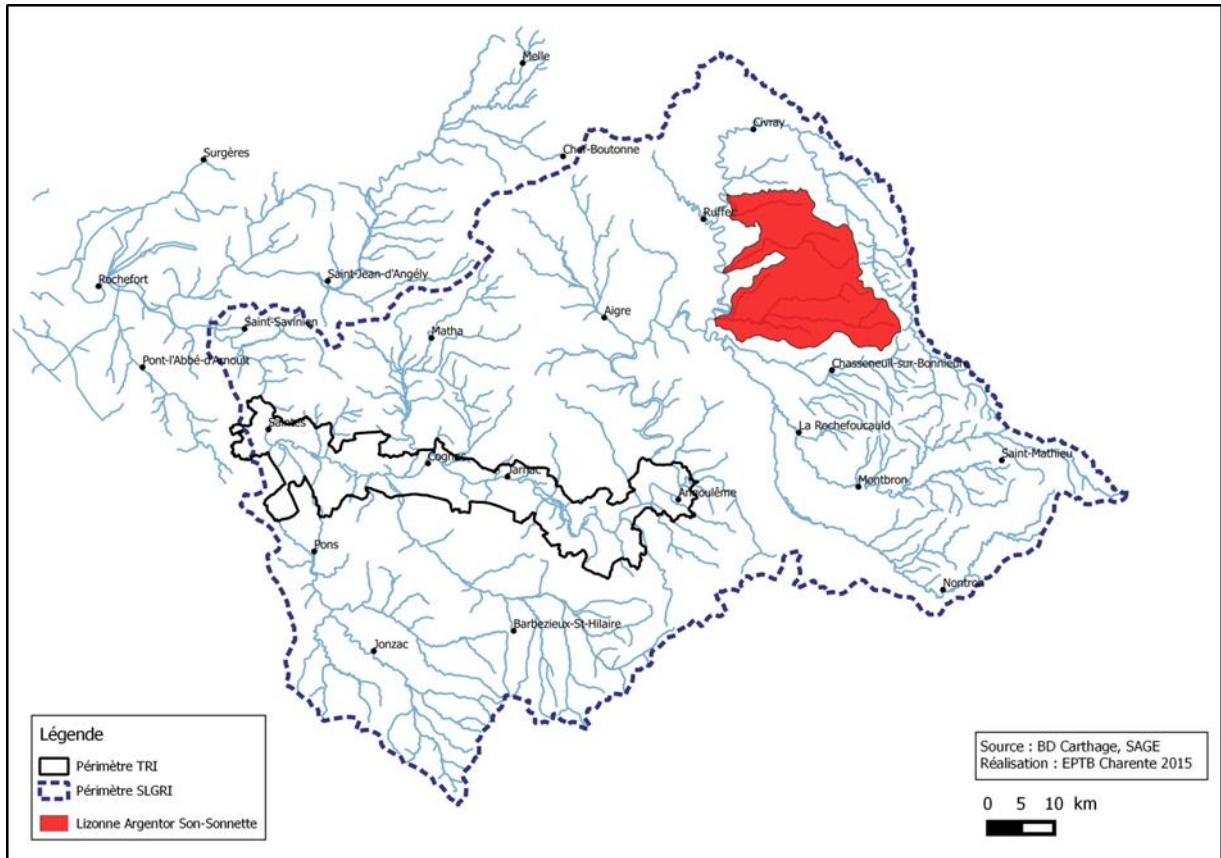 Melle
Civray
Chef-Boutonne
Surgères
Ruffec
Rochefort
Saint-Jean-d'Angély
Aigre
Saint-Savinien
Matha
Pont-l'Abbé-d'Arnoult
Chasseneuil-sur-Bonnieure
Saintes
La Rochefoucauld
Cognac
Saint-Mathieu
Jarnac
Montbron
Angoulême
Pons
Nontron
Barbezieux-St-Hilaire
Jonzac
Légende
Périmètre TRI
Périmètre SLGRI
Lizonne Argentor Son-Sonnette
Source : BD Carthage, SAGE
Réalisation : EPTB Charente 2015
0 5 10 km